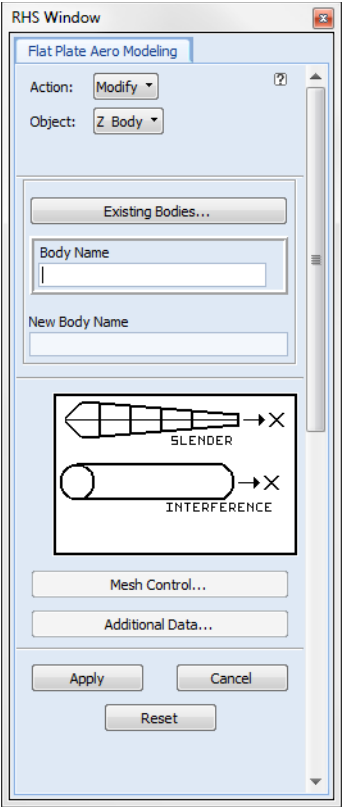 RHS Window
Flat Plate Aero Modeling
Action: Modify
?
Object: Z Body
Existing Bodies...
Body Name
New Body Name
X
SLENDER
X
INTERFERENCE
Mesh Control...
Additional Data...
Apply Cancel
Reset